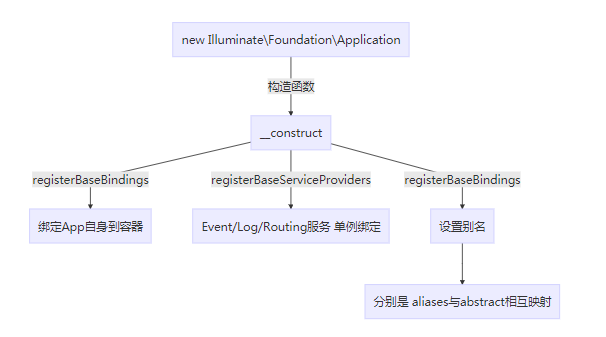 new Illuminate\Foundation\Application
构造函数
__construct
registerBaseBindings
registerBaseServiceProviders
registerBaseBindings
绑定App自身到容器
Event/Log/Routing服务 单例绑定
设置别名
分别是 aliases与abstract相互映射